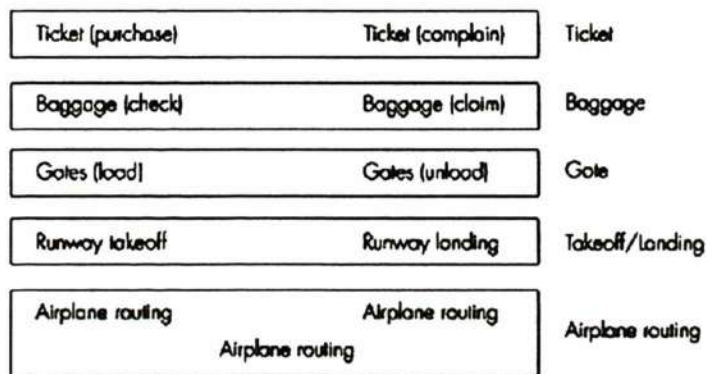 Ticket (purchase) Ticket (complain) Ticket
Baggage (check) Baggage (claim) Baggage
Gates (load) Gates (unload) Gate
Runway takeoff Runway landing Takeoff/Landing
Airplane routing Airplane routing
Airplane routing
Airplane routing